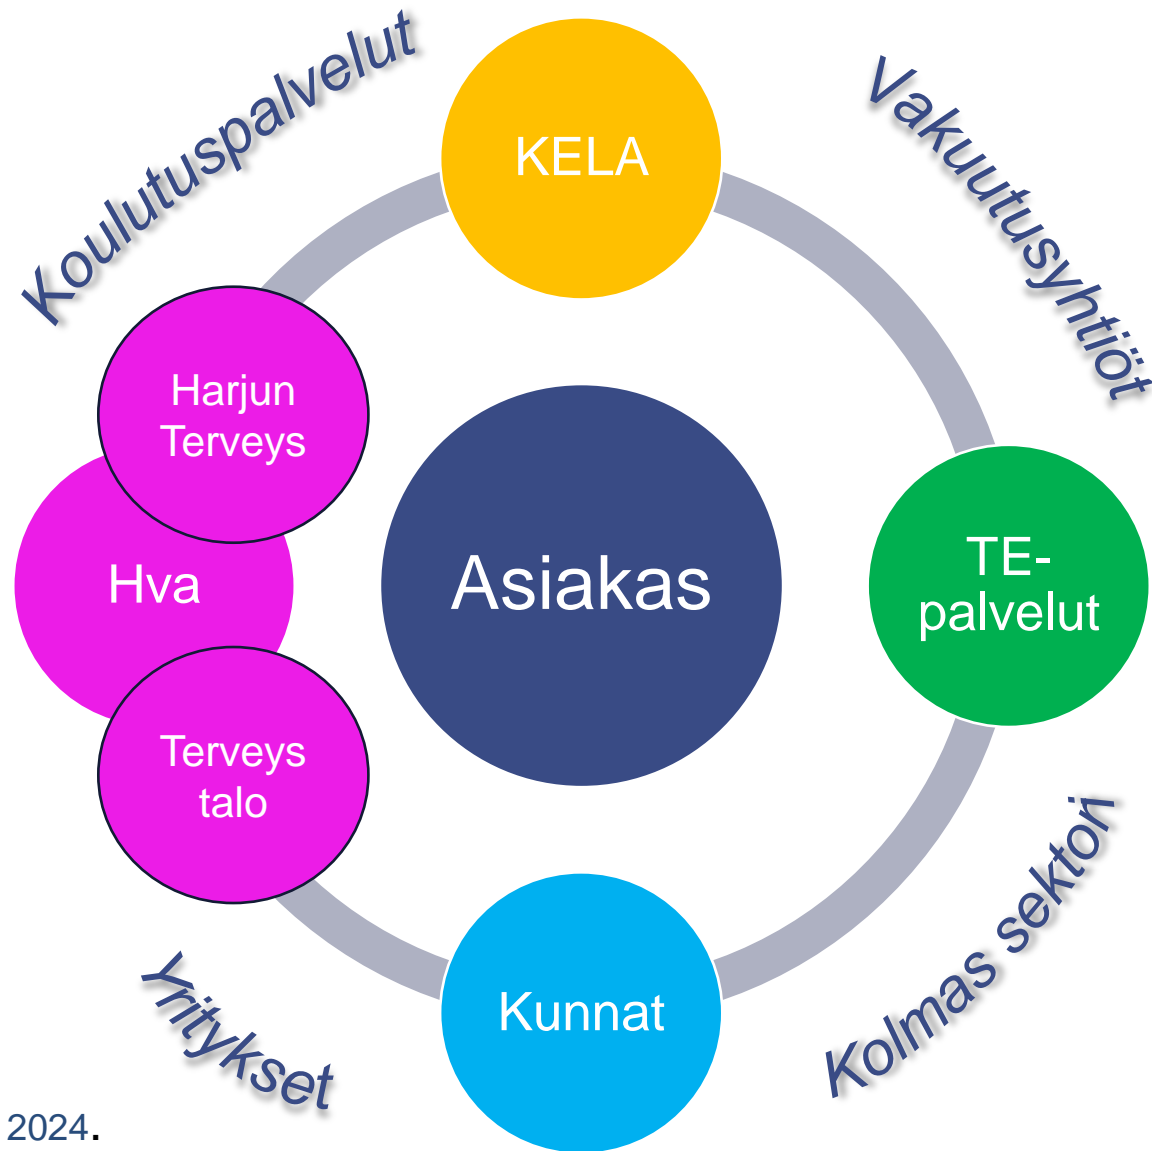 Koulutuspalvelut
KELA
Vakuutusyhtiöt
Harjun
Terveys
Hva
Asiakas
TE-
palvelut
Terveys
talo
Kunnat
Kolmas sektori
Yritykset
2024.